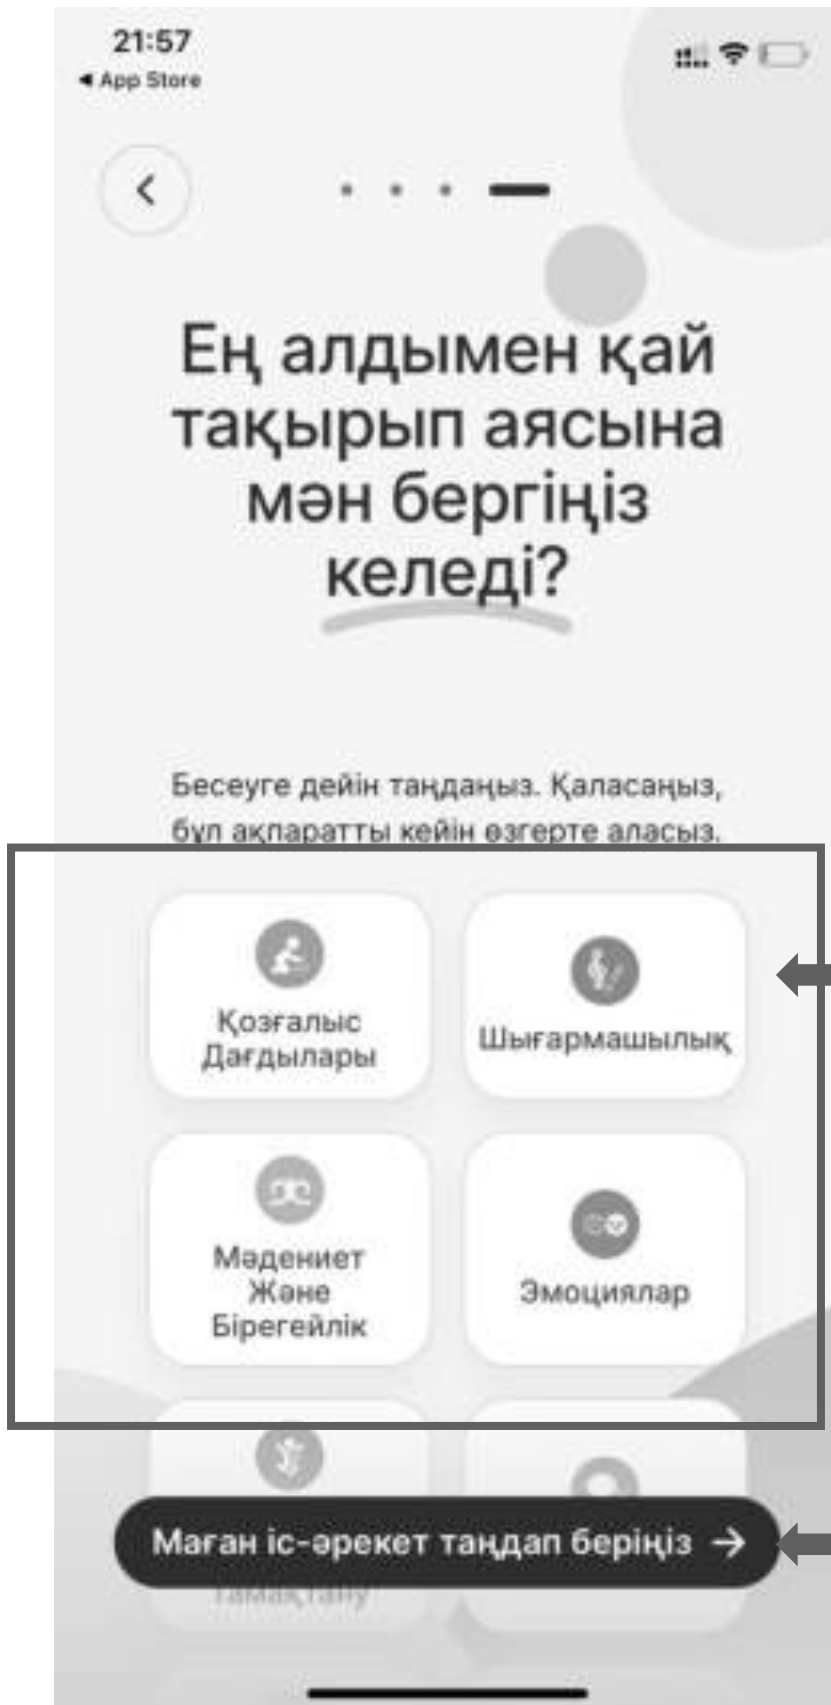 21:57
◀ App Store
Ең алдымен қай
тақырып аясына
мән бергіңіз
келеді?
Бесеуге дейін таңдаңыз. Қаласаңыз,
бұл ақпаратты кейін өзгерте аласыз.
Қозғалыс
Дағдылары
Шығармашылық
Мәдениет
Және
Бірегейлік
Эмоциялар
Маған іс-әрекет таңдап беріңіз →
тамақтану